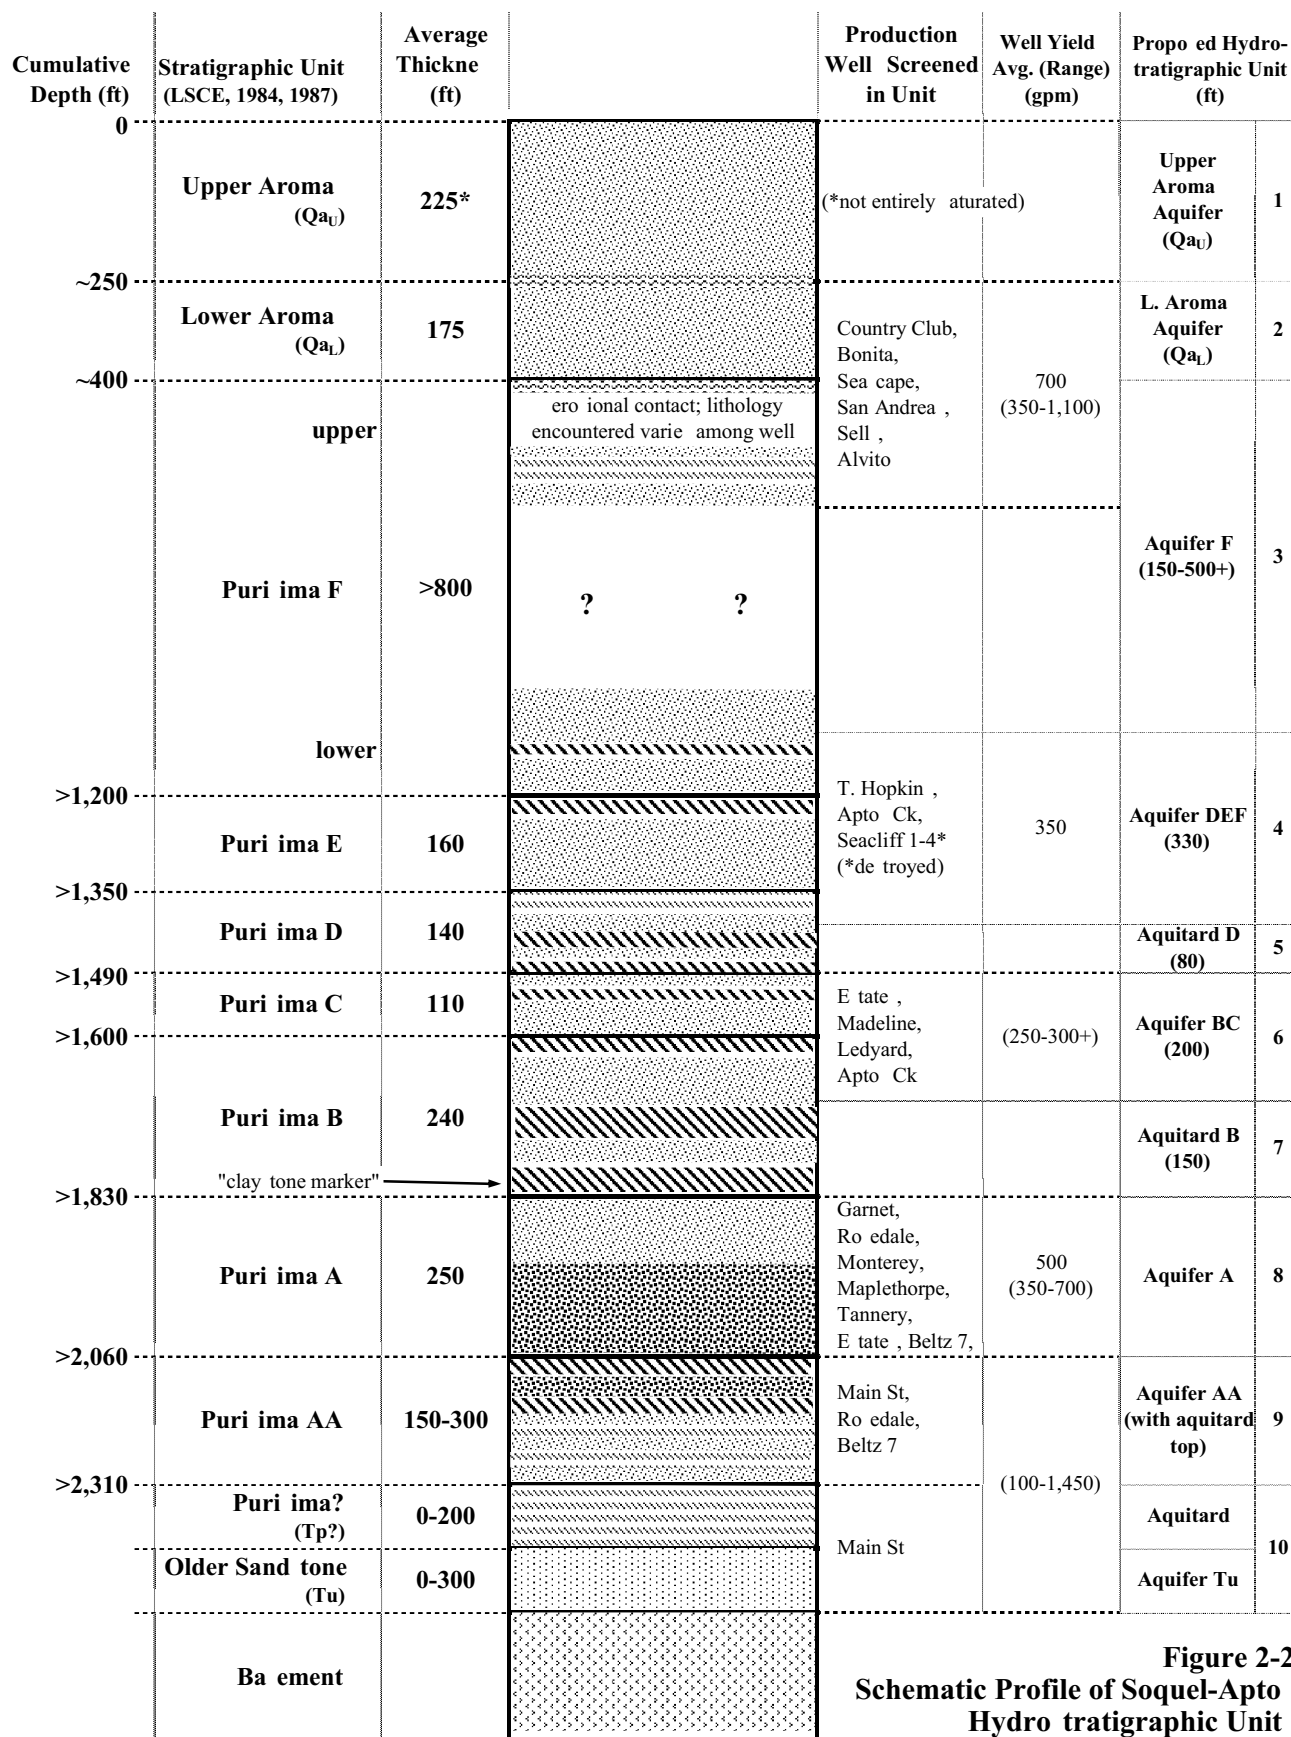 Cumulative
Depth (ft)
Stratigraphic Unit
(LSCE, 1984, 1987)
Average
Thickne
(ft)
Production
Well Screened
in Unit
Well Yield
Avg. (Range)
(gpm)
Propo ed Hydro-
tratigraphic Unit
(ft)
0
Upper Aroma
(QaU)
225*
(*not entirely aturated)
Upper
Aroma
Aquifer
(QaU)
1
~250
Lower Aroma
(QaL)
175
Country Club,
Bonita,
Sea cape,
San Andrea ,
Sell ,
Alvito
700
(350-1,100)
L. Aroma
Aquifer
(QaL)
2
~400
ero ional contact; lithology
encountered varie among well
upper
Puri ima F
>800
? ?
Aquifer F
(150-500+)
3
lower
>1,200
T. Hopkin ,
Apto Ck,
Seacliff 1-4*
(*de troyed)
350
Aquifer DEF
(330)
4
Puri ima E
160
>1,350
Puri ima D
140
Aquitard D
(80)
5
>1,490
Puri ima C
110
E tate ,
Madeline,
Ledyard,
Apto Ck
(250-300+)
Aquifer BC
(200)
6
>1,600
Puri ima B
240
Aquitard B
(150)
7
"clay tone marker"
>1,830
Puri ima A
250
Garnet,
Ro edale,
Monterey,
Maplethorpe,
Tannery,
E tate , Beltz 7,
500
(350-700)
Aquifer A
8
>2,060
Puri ima AA
150-300
Main St,
Ro edale,
Beltz 7
(100-1,450)
Aquifer AA
(with aquitard
top)
9
>2,310
Puri ima?
(Tp?)
0-200
Main St
Aquitard
10
Older Sand tone
(Tu)
0-300
Aquifer Tu
Ba ement
Figure 2-2
Schematic Profile of Soquel-Apto
Hydro tratigraphic Unit